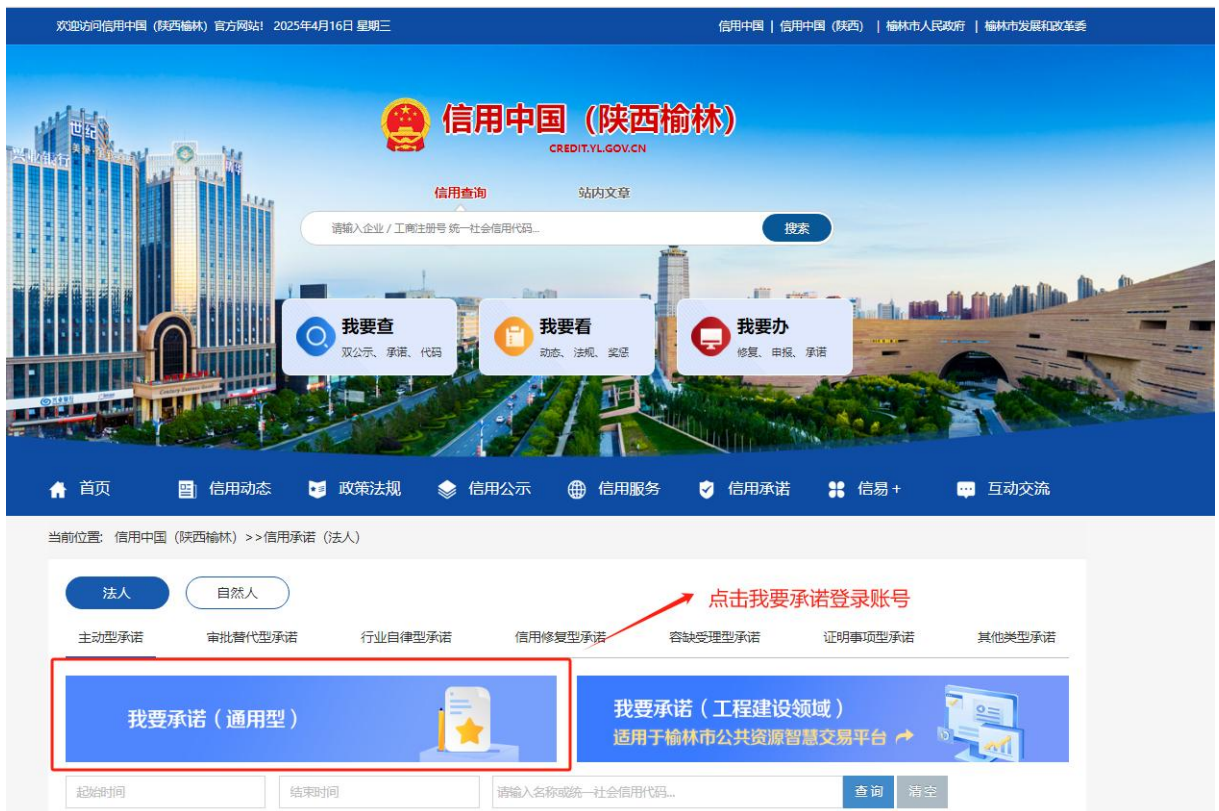 欢迎访问信用中国（陕西榆林）官方网站！ 2025年4月16日 星期三
信用中国 | 信用中国（陕西） | 榆林市人民政府 | 榆林市发展和改革委
世纪
信用中国（陕西榆林）
CREDIT.YL.GOV.CN
信用查询 站内文章
请输入企业 / 工商注册号 统一社会信用代码... 搜索
我要查
双公示、承诺、代码
我要看
动态、法规、奖惩
我要办
修复、申报、承诺
首页 信用动态 政策法规 信用公示 信用服务 信用承诺 信易+ 互动交流
当前位置: 信用中国（陕西榆林）>>信用承诺（法人）
法人 自然人
点击我要承诺登录账号
主动型承诺 审批替代型承诺 行业自律型承诺 信用修复型承诺 容缺受理型承诺 证明事项型承诺 其他类型承诺
我要承诺（通用型）
我要承诺（工程建设领域）
适用于榆林市公共资源智慧交易平台
起始时间 结束时间 请输入名称或统一社会信用代码... 查询 清空